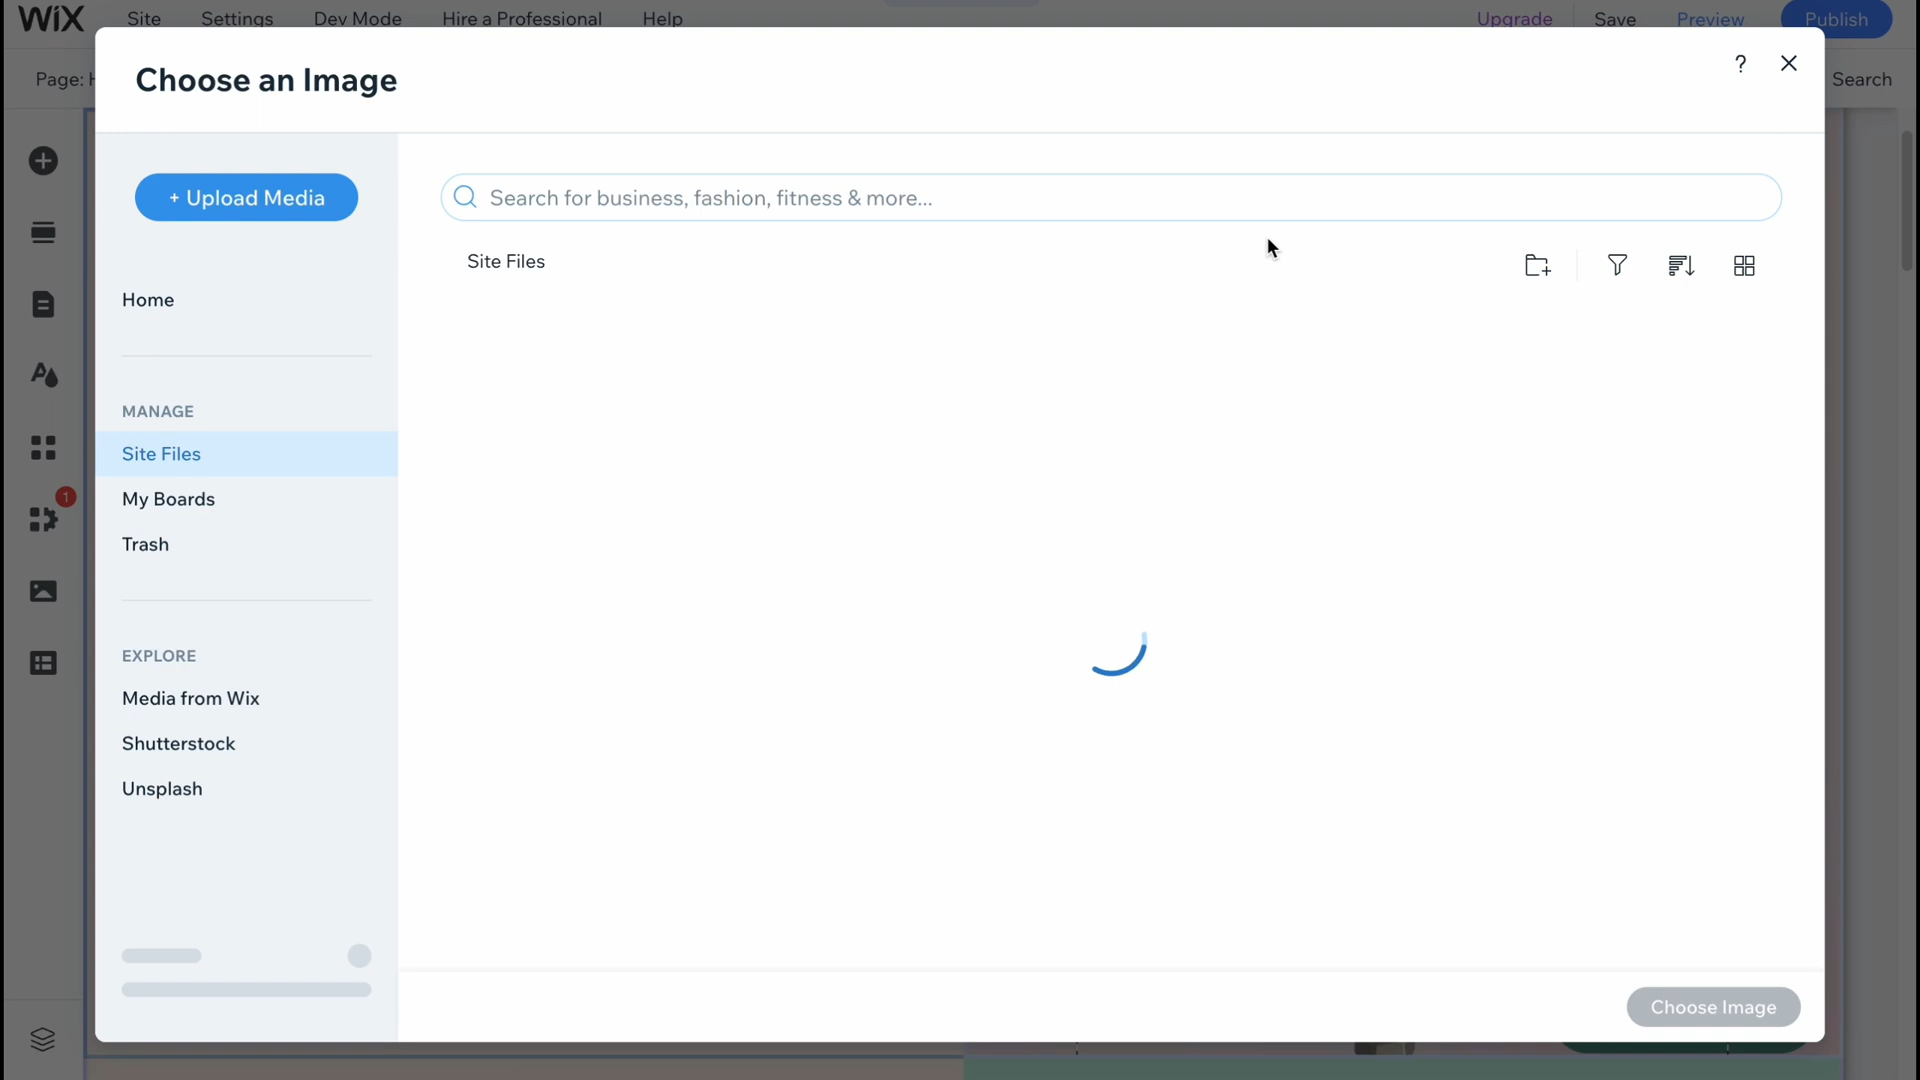 WIX Site Settings Dev Mode Hire a Professional Help Upgrade Save Preview Publish
Page: H
Search
Choose an Image
?
+ Upload Media
Search for business, fashion, fitness & more...
Site Files
Home
MANAGE
Site Files
My Boards
Trash
1
EXPLORE
Media from Wix
Shutterstock
Unsplash
Choose Image